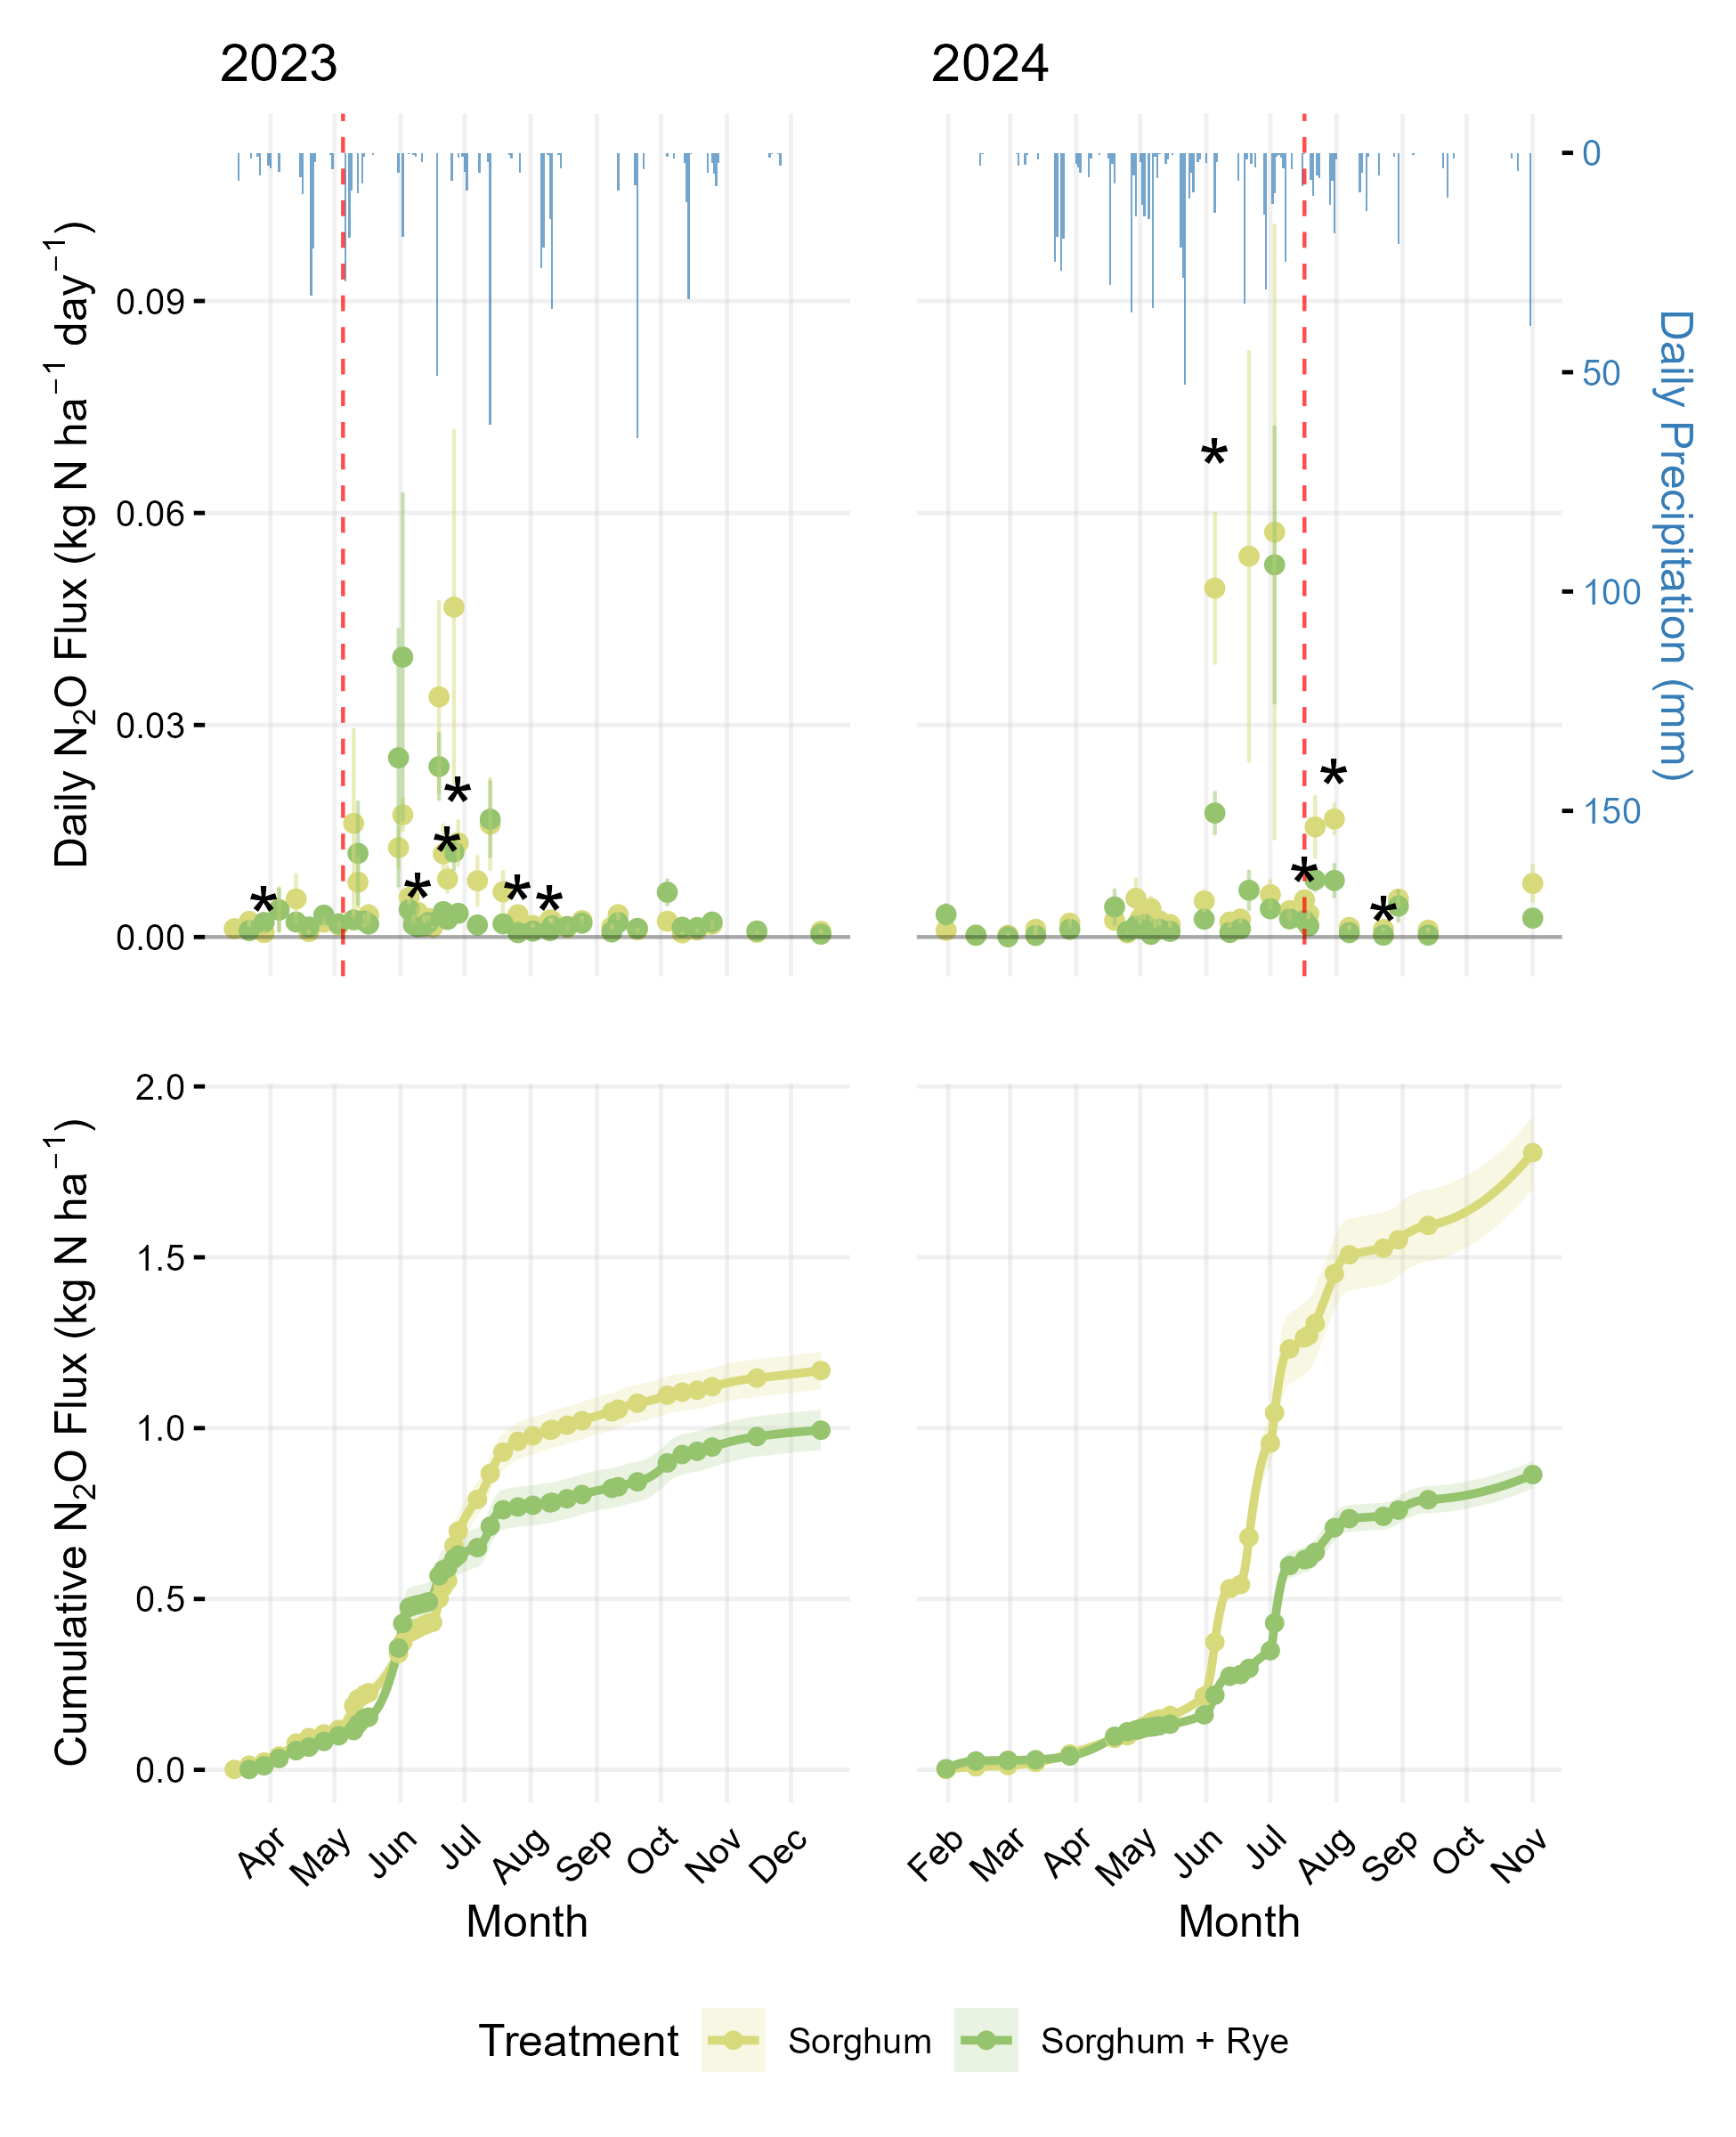 2023
2024
Daily N₂O Flux (kg N ha⁻¹ day⁻¹)
0.09
0.06
0.03
0.00
0
50
100
150
Daily Precipitation (mm)
* * * * * *
* * * *
Cumulative N₂O Flux (kg N ha⁻¹)
2.0
1.5
1.0
0.5
0.0
Apr May Jun Jul Aug Sep Oct Nov Dec
Feb Mar Apr May Jun Jul Aug Sep Oct Nov
Month
Month
Treatment Sorghum Sorghum + Rye